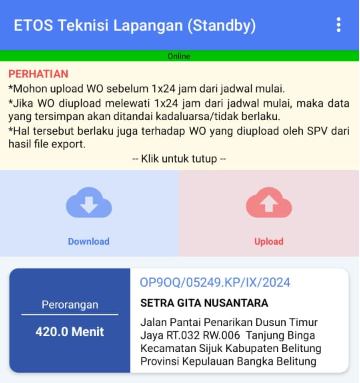 ETOS Teknisi Lapangan (Standby)
Online
PERHATIAN
*Mohon upload WO sebelum 1x24 jam dari jadwal mulai.
*Jika WO diupload melewati 1x24 jam dari jadwal mulai, maka data
yang tersimpan akan ditandai kadaluarsa/tidak berlaku.
*Hal tersebut berlaku juga terhadap WO yang diupload oleh SPV dari
hasil file export.
-- Klik untuk tutup --
Download
Upload
Perorangan
420.0 Menit
OP9OQ/05249.KP/IX/2024
SETRA GITA NUSANTARA
Jalan Pantai Penarikan Dusun Timur
Jaya RT.032 RW.006 Tanjung Binga
Kecamatan Sijuk Kabupaten Belitung
Provinsi Kepulauan Bangka Belitung